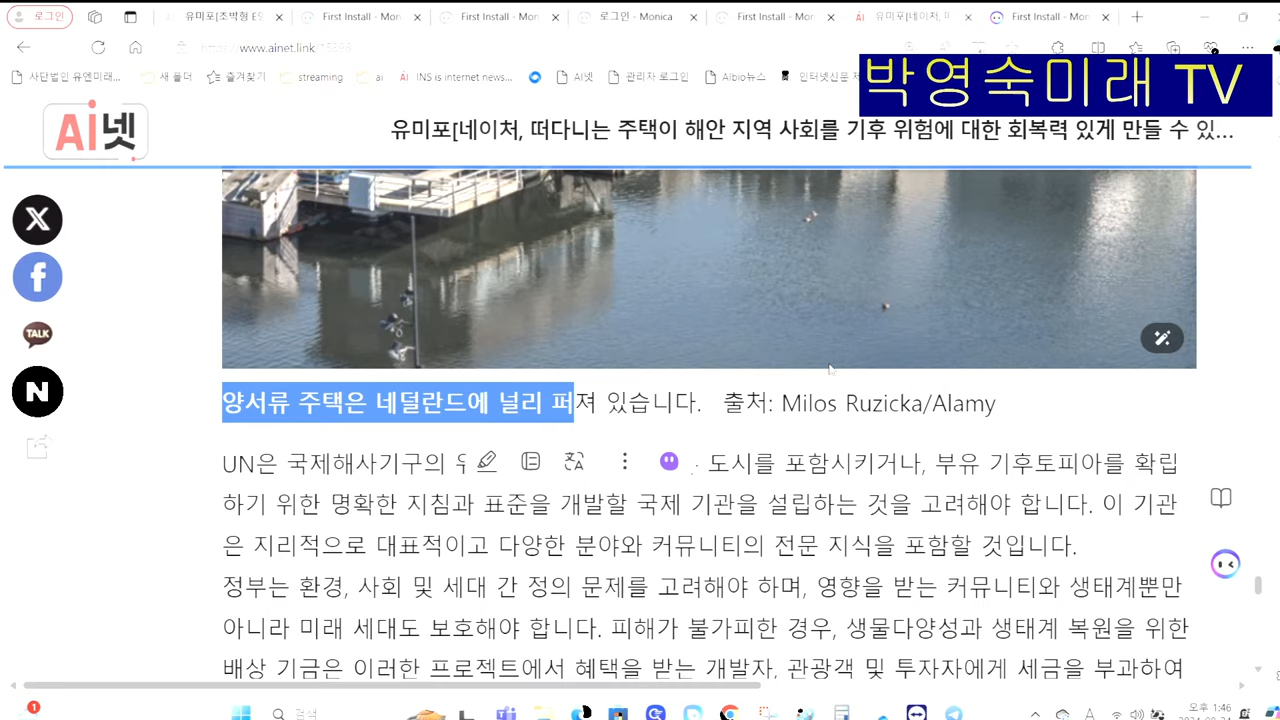 로그인
유미포[조박형 E9
First Install - Mon
First Install - Mon
로그인 - Monica
First Install - Mon
유미포[네이처, 미
First Install - Mon
https://www.ainet.link/
사단법인 유엔미래...
새 폴더
즐겨찾기
streaming
ai
INS is internet news...
AI넷
관리자 로그인
AIbio뉴스
인터넷신문
박영숙미래 TV
Ai넷
유미포[네이처, 떠다니는 주택이 해안 지역 사회를 기후 위험에 대한 회복력 있게 만들 수 있...
X
f
TALK
N
양서류 주택은 네덜란드에 널리 퍼져 있습니다. 출처: Milos Ruzicka/Alamy
UN은 국제해사기구의 도시를 포함시키거나, 부유 기후토피아를 확립
하기 위한 명확한 지침과 표준을 개발할 국제 기관을 설립하는 것을 고려해야 합니다. 이 기관
은 지리적으로 대표적이고 다양한 분야와 커뮤니티의 전문 지식을 포함할 것입니다.
정부는 환경, 사회 및 세대 간 정의 문제를 고려해야 하며, 영향을 받는 커뮤니티와 생태계뿐만
아니라 미래 세대도 보호해야 합니다. 피해가 불가피한 경우, 생물다양성과 생태계 복원을 위한
배상 기금은 이러한 프로젝트에서 혜택을 받는 개발자, 관광객 및 투자자에게 세금을 부과하여
1
검색
A
오후 1:46